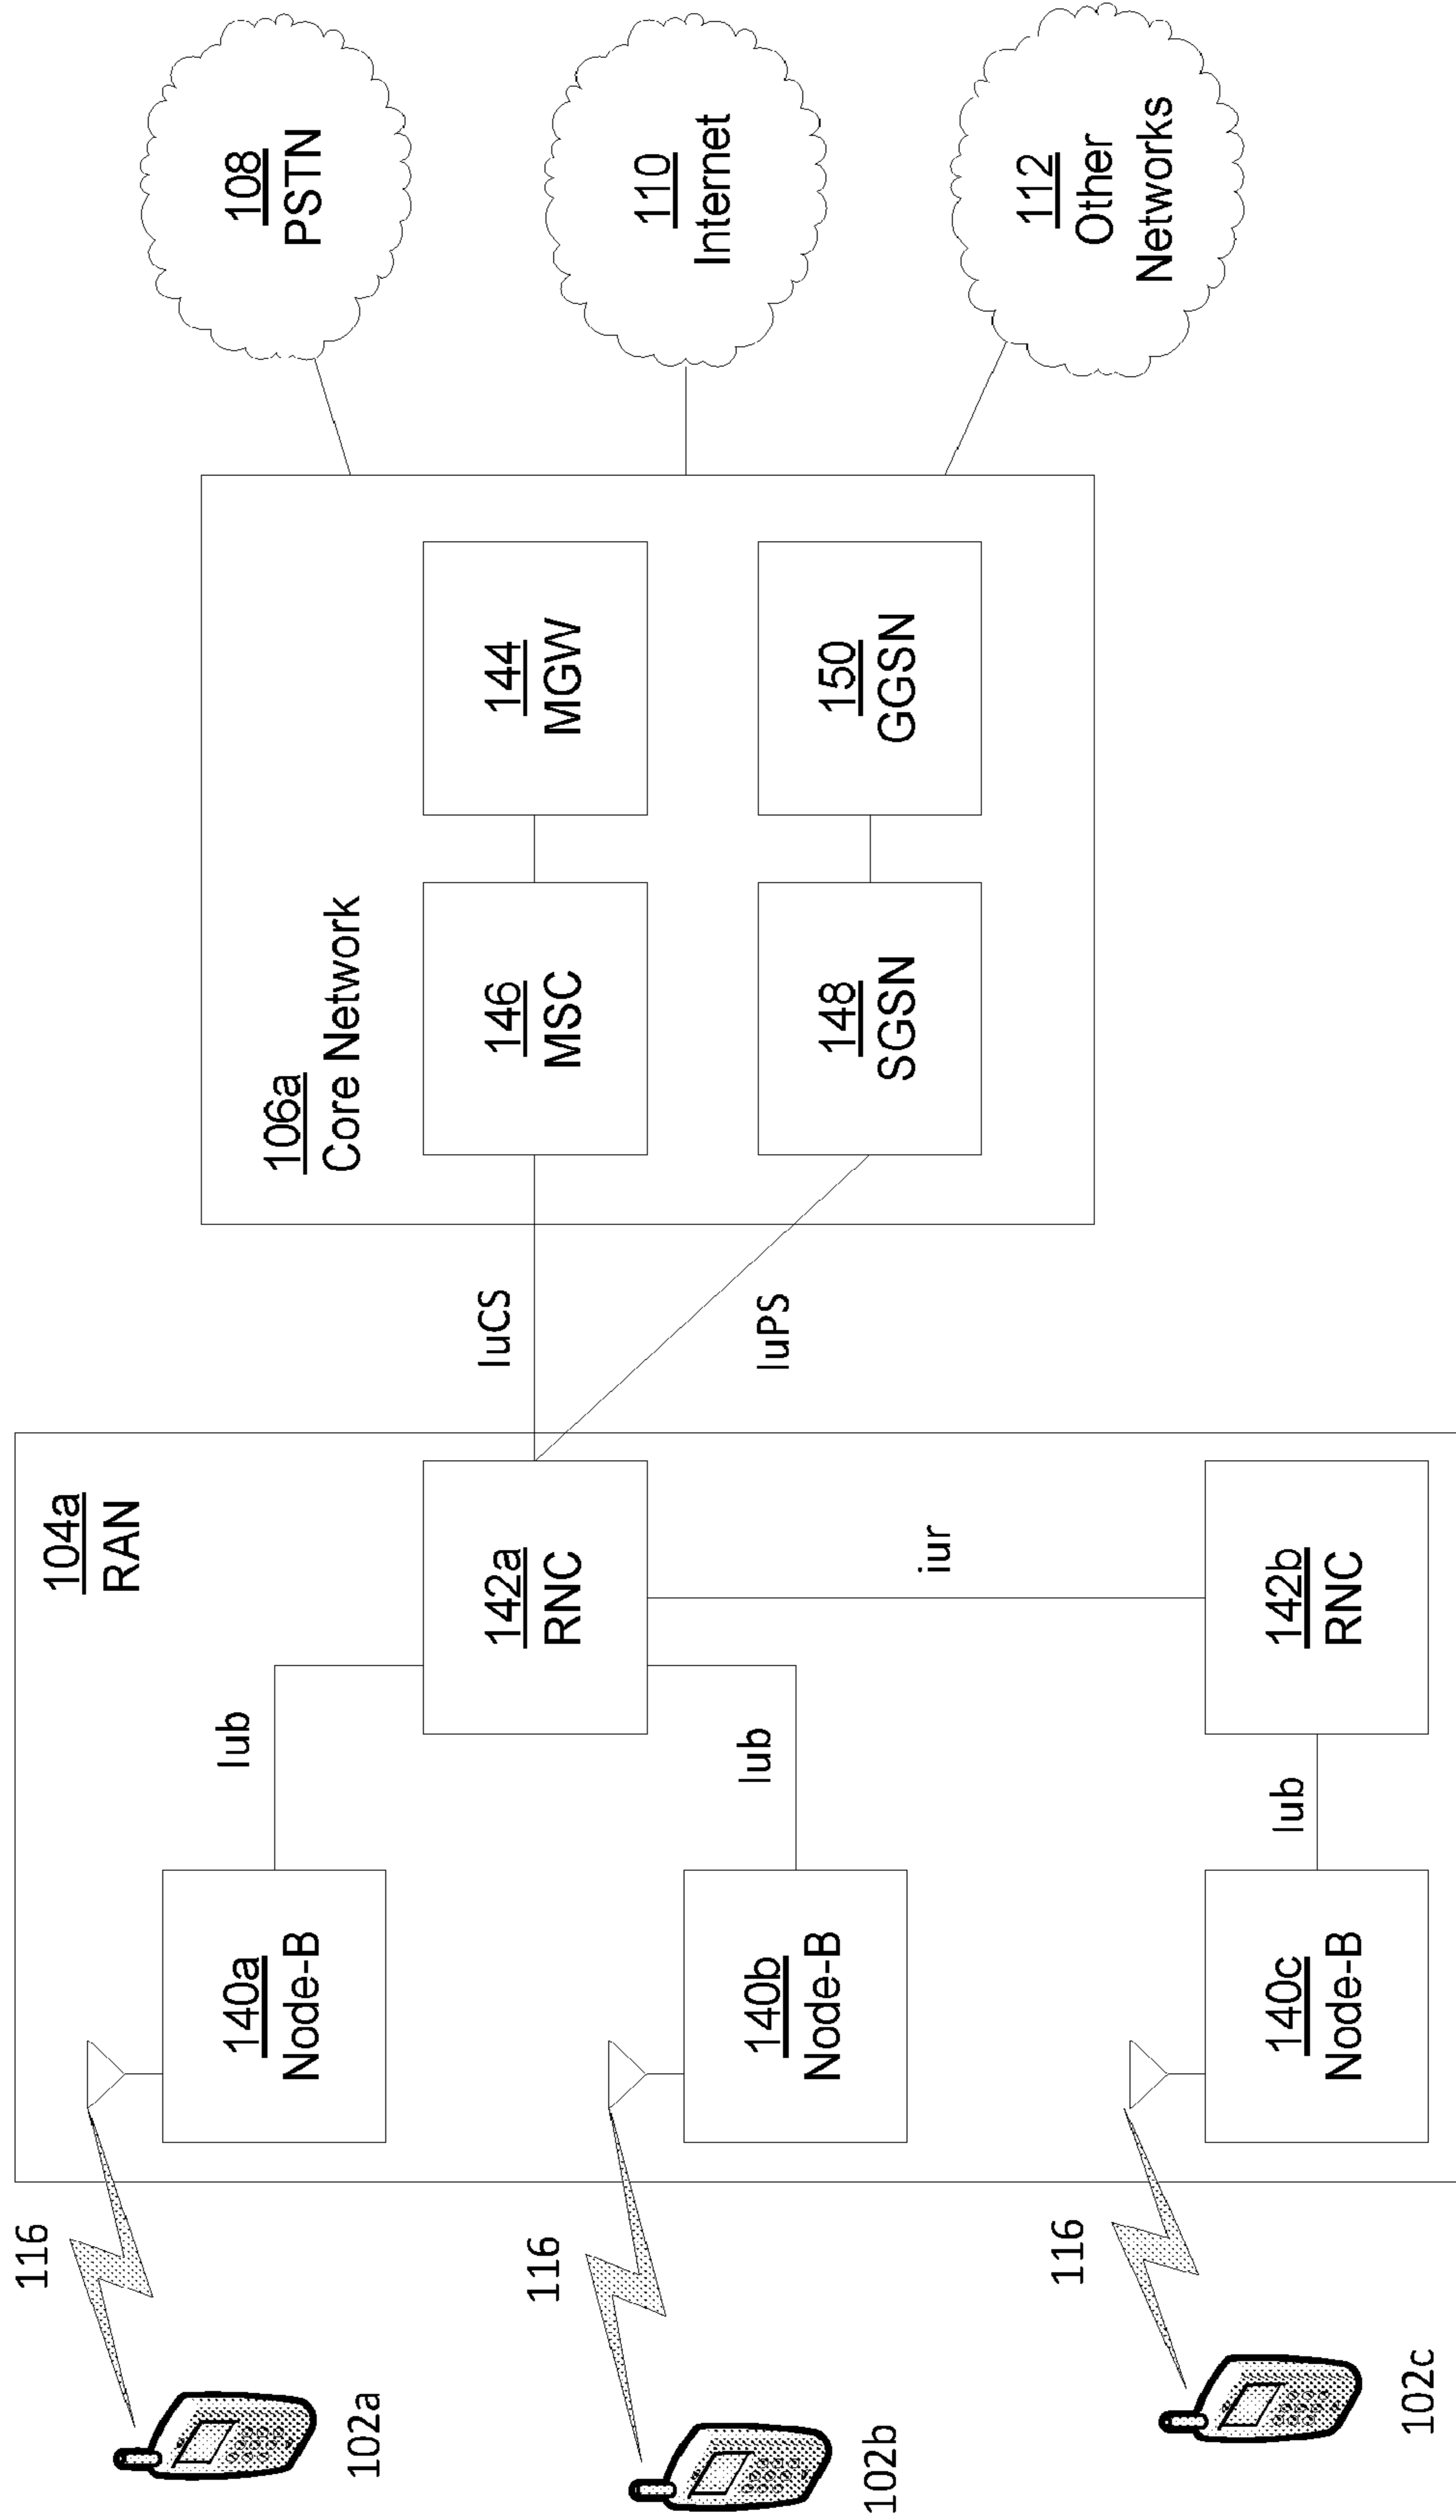 116
102a
104a
RAN
140a
Node-B
Iub
116
102b
140b
Node-B
Iub
142a
RNC
iur
116
102c
140c
Node-B
Iub
142b
RNC
IuCS
IuPS
106a
Core Network
146
MSC
144
MGW
148
SGSN
150
GGSN
108
PSTN
110
Internet
112
Other
Networks